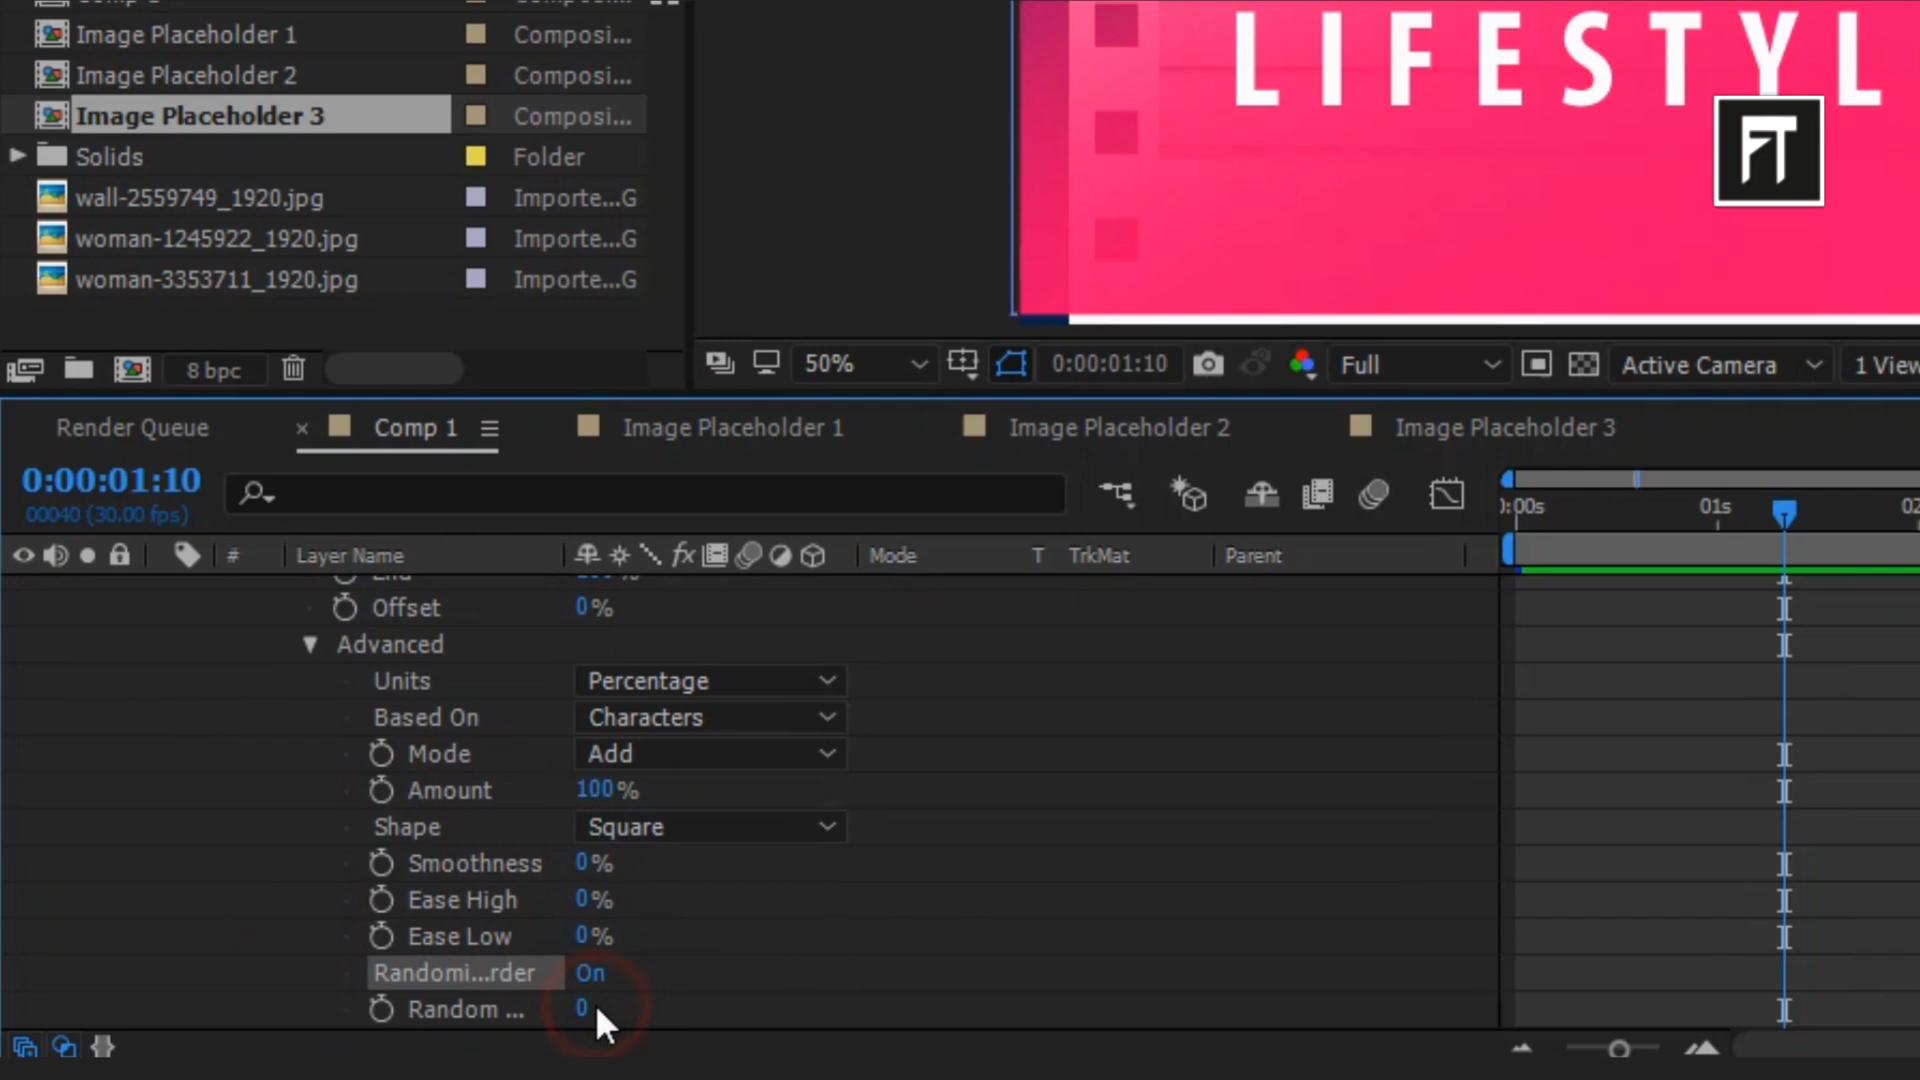 Image Placeholder 1 Composi...
Image Placeholder 2 Composi...
Image Placeholder 3 Composi...
Solids Folder
wall-2559749_1920.jpg Importe...G
woman-1245922_1920.jpg Importe...G
woman-3353711_1920.jpg Importe...G
8 bpc
LIFESTYL
FT
50% 0:00:01:10 Full Active Camera 1 View
Render Queue × Comp 1 Image Placeholder 1 Image Placeholder 2 Image Placeholder 3
0:00:01:10
00040 (30.00 fps)
):00s 01s 02
# Layer Name fx Mode T TrkMat Parent
Offset 0%
Advanced
Units Percentage
Based On Characters
Mode Add
Amount 100%
Shape Square
Smoothness 0%
Ease High 0%
Ease Low 0%
Randomi...rder On
Random ... 0